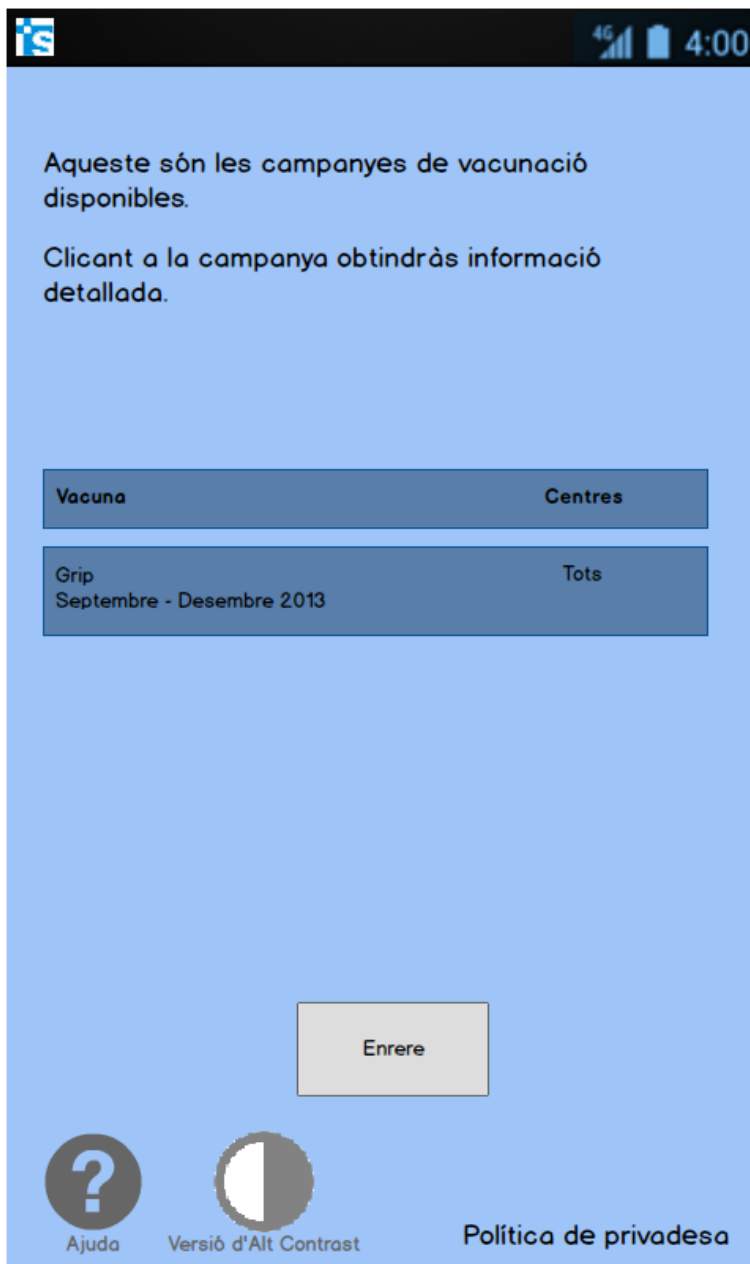 is
4G 4:00
Aqueste són les campanyes de vacunació
disponibles.
Clicant a la campanya obtindràs informació
detallada.
Vacuna Centres
Grip Tots
Septembre - Desembre 2013
Enrere
?
Ajuda Versió d'Alt Contrast Política de privadesa